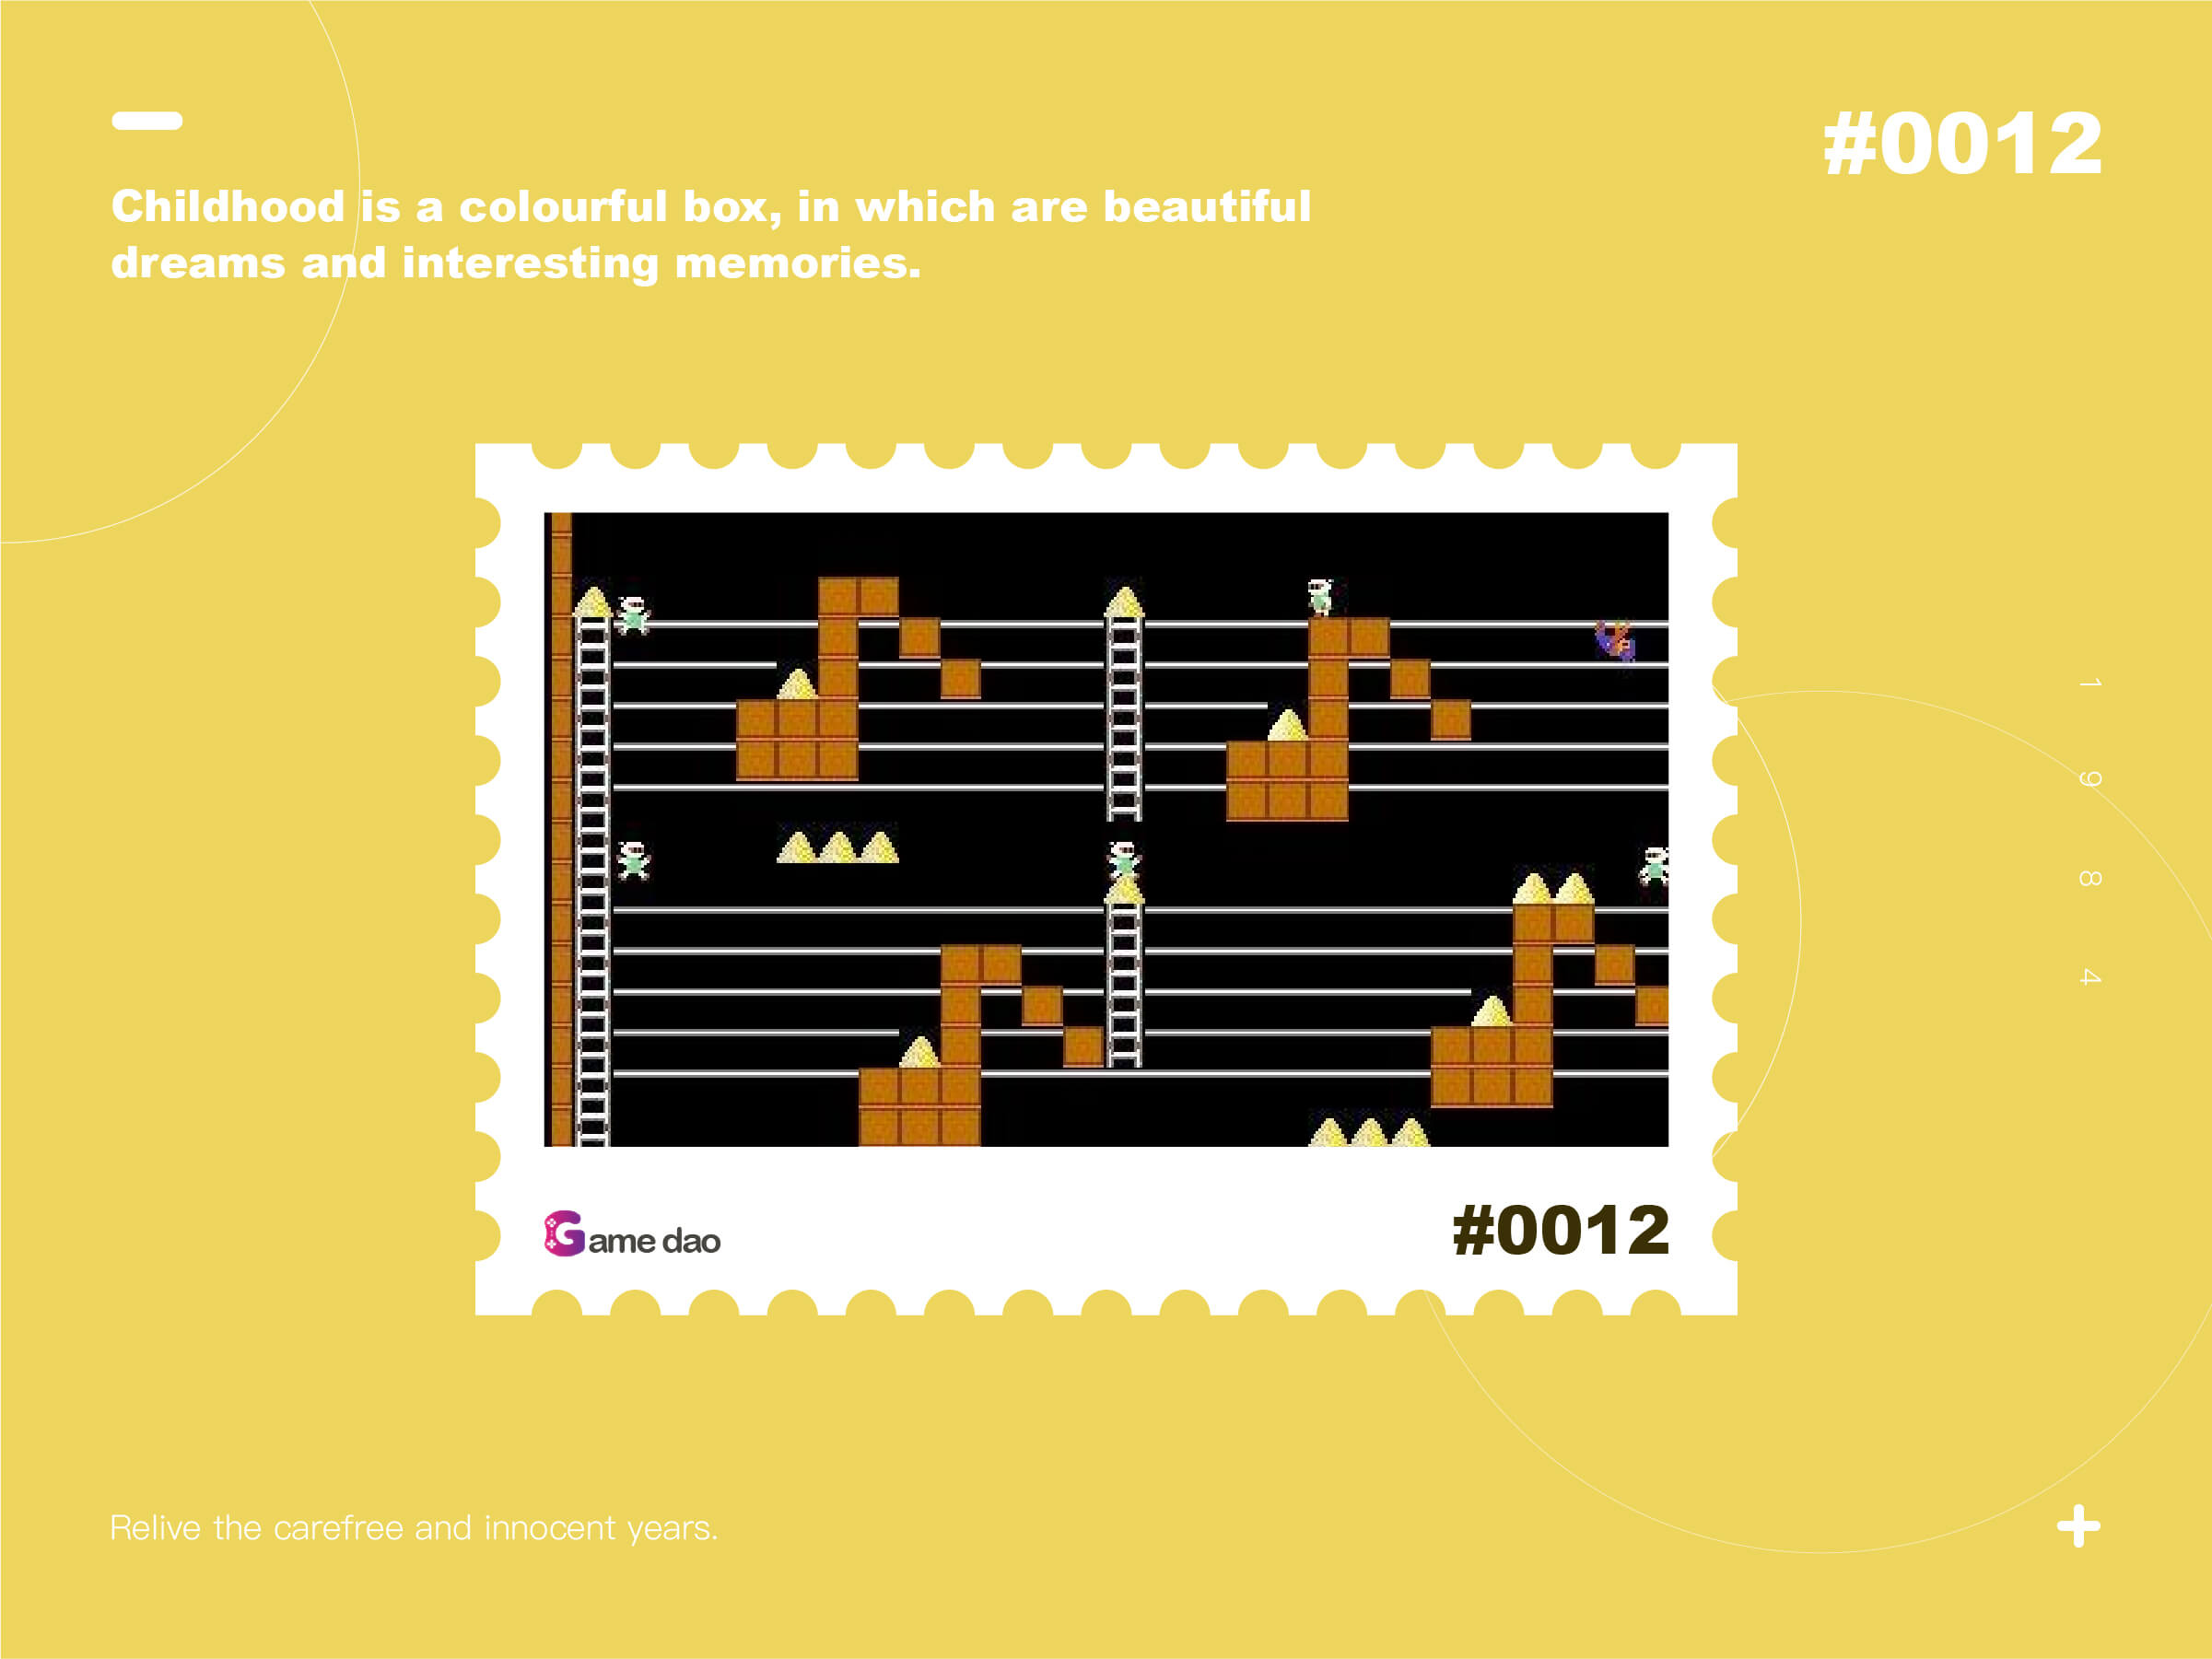 #0012
Childhood is a colourful box, in which are beautiful
dreams and interesting memories.
1
9
8
4
Game dao
#0012
Relive the carefree and innocent years.